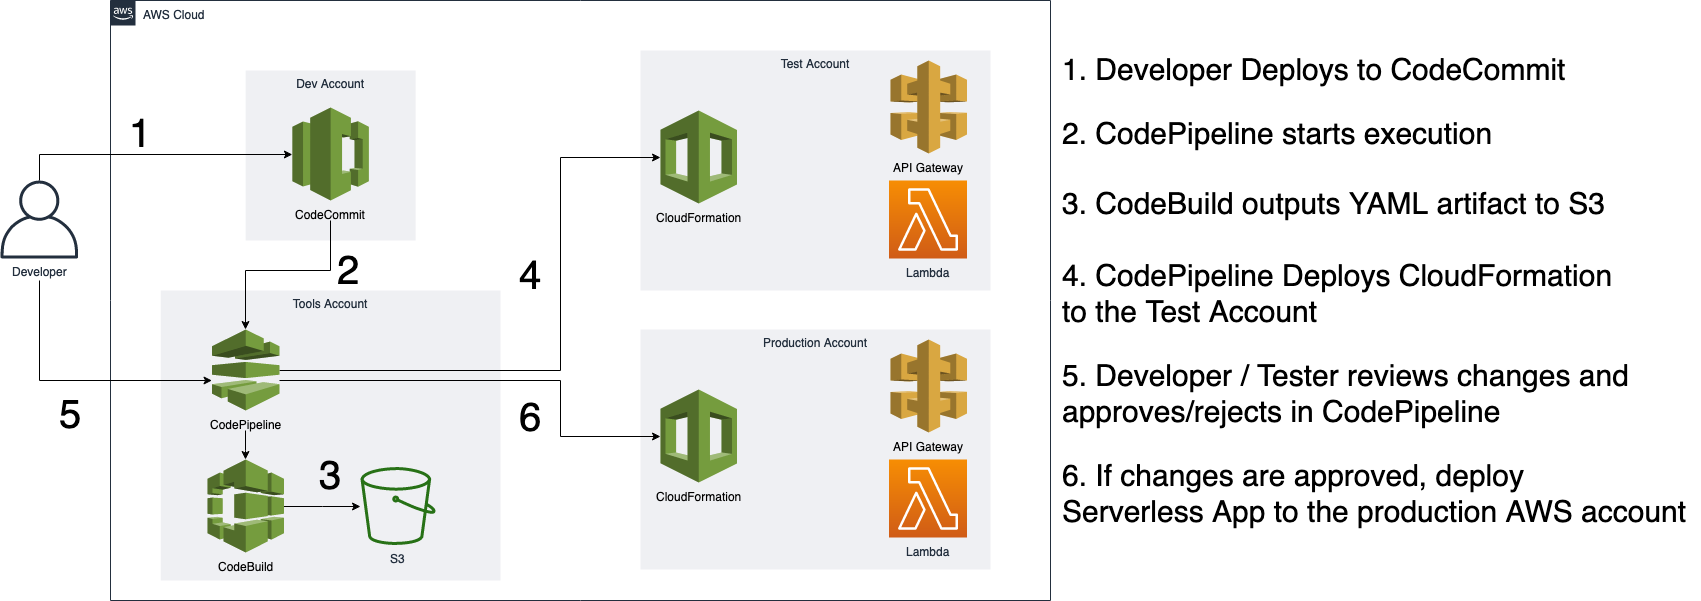 aws
AWS Cloud
Dev Account
CodeCommit
1
Developer
2
Tools Account
CodePipeline
5
3
CodeBuild
S3
4
6
Test Account
CloudFormation
API Gateway
Lambda
Production Account
CloudFormation
API Gateway
Lambda
1. Developer Deploys to CodeCommit
2. CodePipeline starts execution
3. CodeBuild outputs YAML artifact to S3
4. CodePipeline Deploys CloudFormation
to the Test Account
5. Developer / Tester reviews changes and
approves/rejects in CodePipeline
6. If changes are approved, deploy
Serverless App to the production AWS account